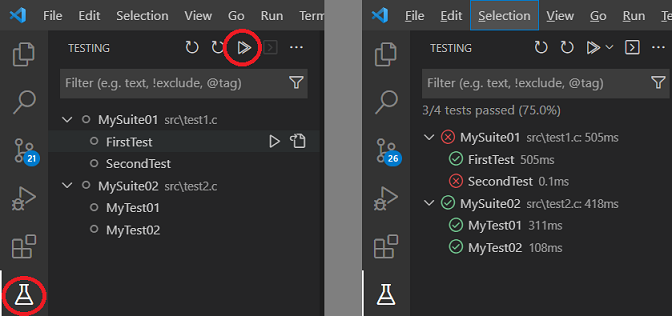 File Edit Selection View Go Run Term
TESTING
Filter (e.g. text, !exclude, @tag)
MySuite01 src\test1.c
FirstTest
SecondTest
MySuite02 src\test2.c
MyTest01
MyTest02
21
File Edit Selection View Go Run Te
TESTING
Filter (e.g. text, !exclude, @tag)
3/4 tests passed (75.0%)
MySuite01 src\test1.c: 505ms
FirstTest 505ms
SecondTest 0.1ms
MySuite02 src\test2.c: 418ms
MyTest01 311ms
MyTest02 108ms
26